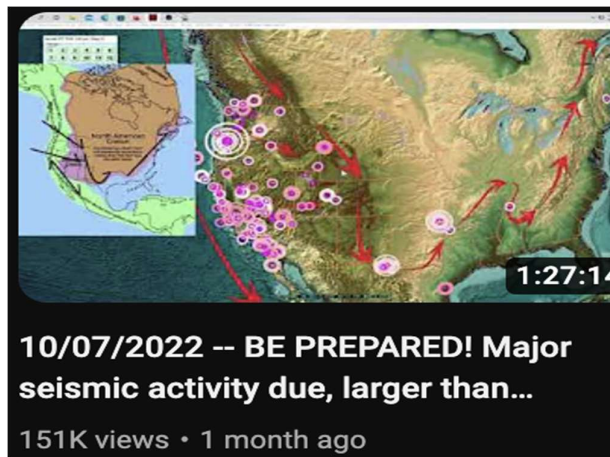 North American
Craton
1:27:14
10/07/2022 -- BE PREPARED! Major
seismic activity due, larger than...
151K views • 1 month ago